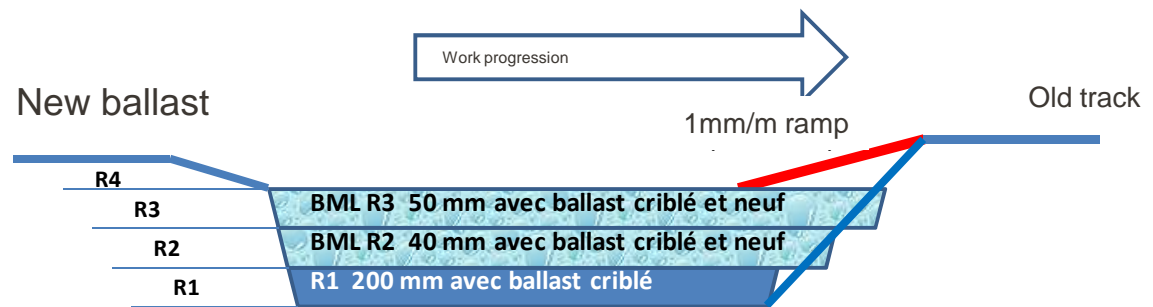 Work progression
New ballast
Old track
1mm/m ramp
R4
R3
BML R3 50 mm avec ballast criblé et neuf
R2
BML R2 40 mm avec ballast criblé et neuf
R1
R1 200 mm avec ballast criblé